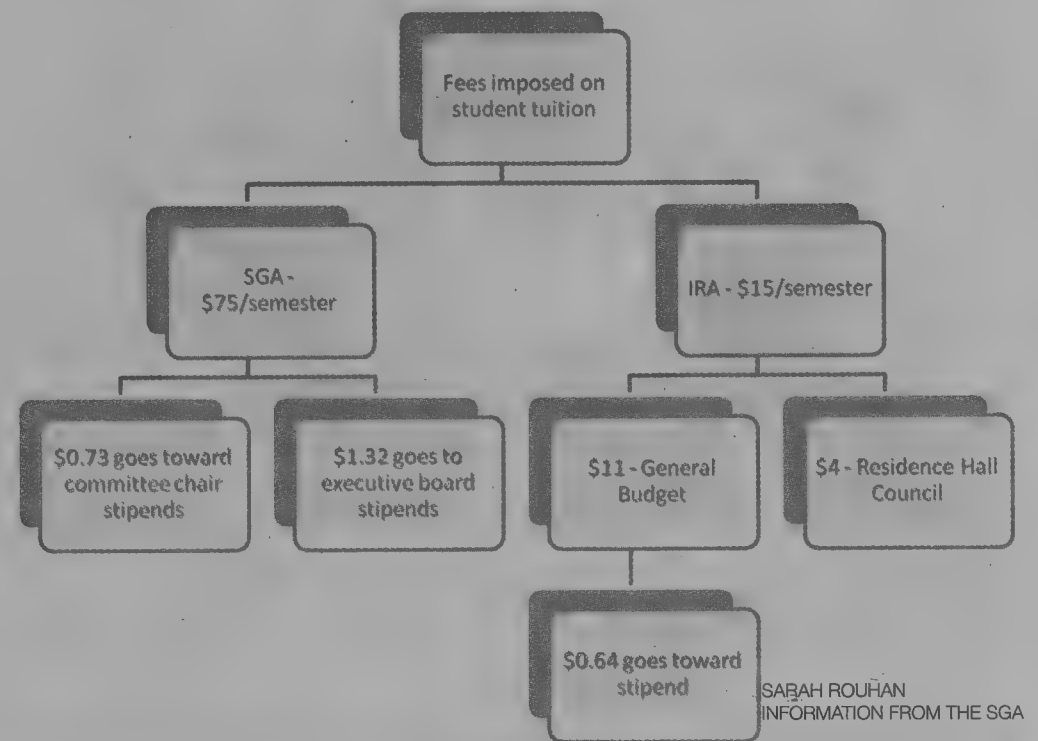 Fees imposed on
student tuition
SGA -
$75/semester
IRA - $15/semester
$0.73 goes toward
committee chair
stipends
$1.32 goes to
executive board
stipends
$11 - General
Budget
$4 - Residence Hall
Council
$0.64 goes toward
stipend
SARAH ROUHAN
INFORMATION FROM THE SGA